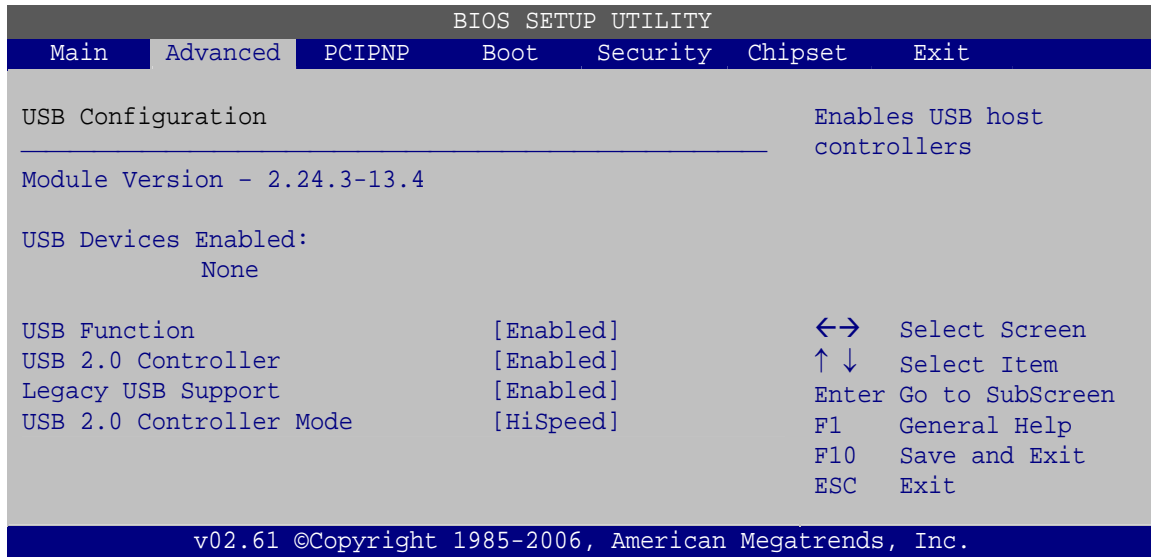 BIOS SETUP UTILITY
Main Advanced PCIPNP Boot Security Chipset Exit
USB Configuration
Module Version – 2.24.3-13.4
USB Devices Enabled:
None
USB Function [Enabled]
USB 2.0 Controller [Enabled]
Legacy USB Support [Enabled]
USB 2.0 Controller Mode [HiSpeed]
Enables USB host
controllers
←→ Select Screen
↑ ↓ Select Item
Enter Go to SubScreen
F1 General Help
F10 Save and Exit
ESC Exit
v02.61 ©Copyright 1985-2006, American Megatrends, Inc.